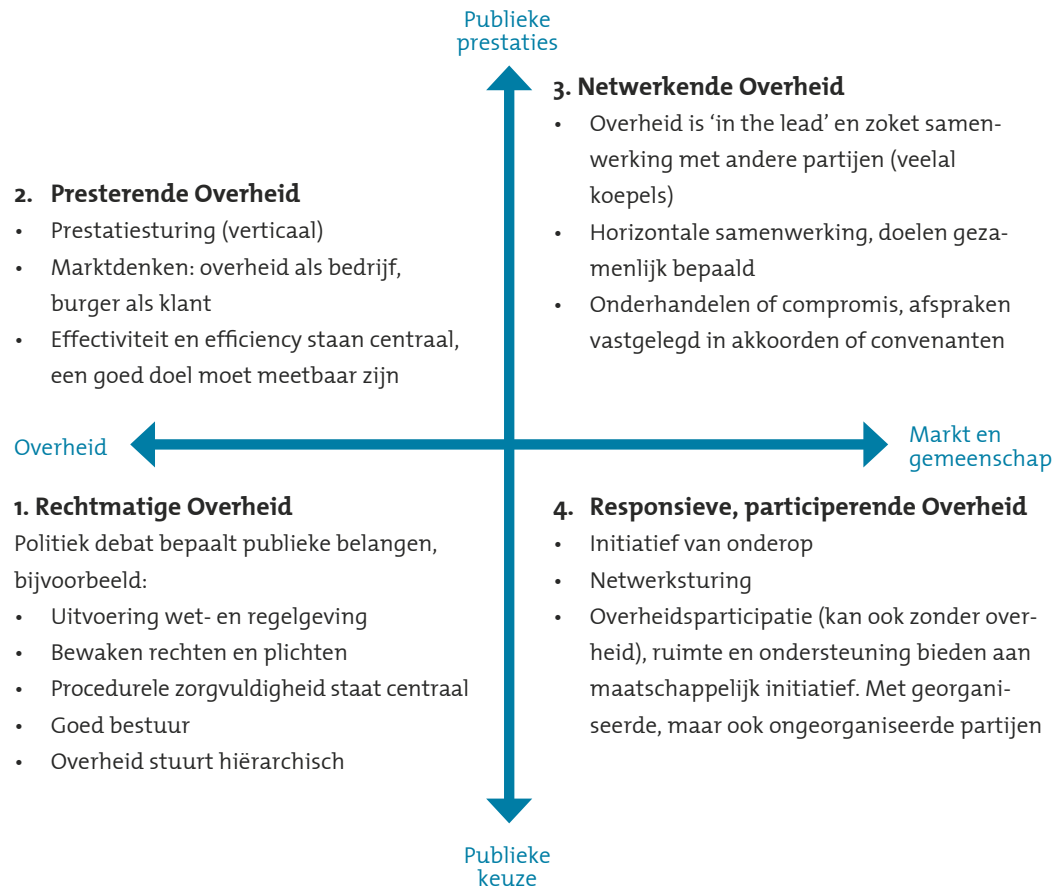 Publieke
prestaties
2. Presterende Overheid
• Prestatiesturing (verticaal)
• Marktdenken: overheid als bedrijf,
burger als klant
• Effectiviteit en efficiency staan centraal,
een goed doel moet meetbaar zijn
3. Netwerkende Overheid
• Overheid is ‘in the lead’ en zoket samen-
werking met andere partijen (veelal
koepels)
• Horizontale samenwerking, doelen geza-
menlijk bepaald
• Onderhandelen of compromis, afspraken
vastgelegd in akkoorden of convenanten
Overheid
Markt en
gemeenschap
1. Rechtmatige Overheid
Politiek debat bepaalt publieke belangen,
bijvoorbeeld:
• Uitvoering wet- en regelgeving
• Bewaken rechten en plichten
• Procedurele zorgvuldigheid staat centraal
• Goed bestuur
• Overheid stuurt hiërarchisch
4. Responsieve, participerende Overheid
• Initiatief van onderop
• Netwerksturing
• Overheidsparticipatie (kan ook zonder over-
heid), ruimte en ondersteuning bieden aan
maatschappelijk initiatief. Met georgani-
seerde, maar ook ongeorganiseerde partijen
Publieke
keuze